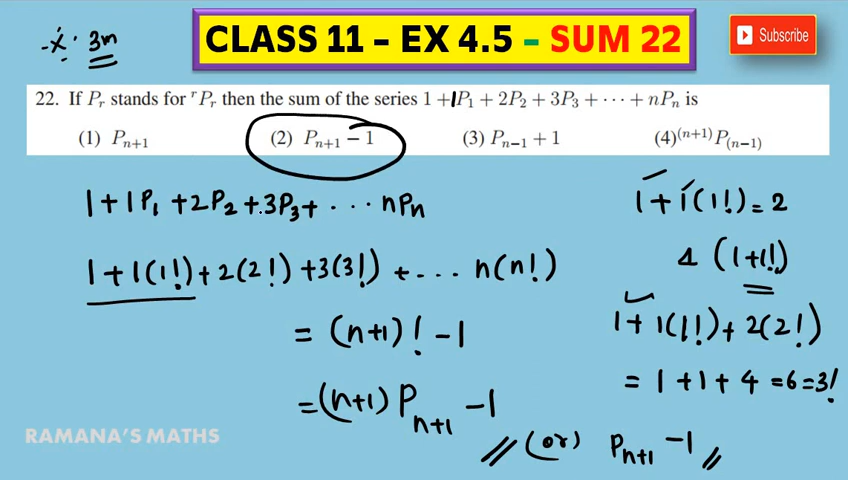 -ẋ̣. 3m
CLASS 11 – EX 4.5 – SUM 22
Subscribe
22. If Pᵣ stands for ʳPᵣ then the sum of the series 1 + 1P₁ + 2P₂ + 3P₃ + ··· + nPₙ is
(1) Pₙ₊₁ (2) Pₙ₊₁ − 1 (3) Pₙ₋₁ + 1 (4) ⁽ⁿ⁺¹⁾P₍ₙ₋₁₎
1 + 1P₁ + 2P₂ + 3P₃ + ... nPₙ
1 + 1(1!) + 2(2!) + 3(3!) + ... n(n!)
= (n+1)! - 1
= (n+1) Pₙ₊₁ - 1
(or) Pₙ₊₁ - 1
1 + 1(1!) = 2
1 (1+1!)
1 + 1(1!) + 2(2!)
= 1 + 1 + 4 = 6 = 3!
RAMANA'S MATHS